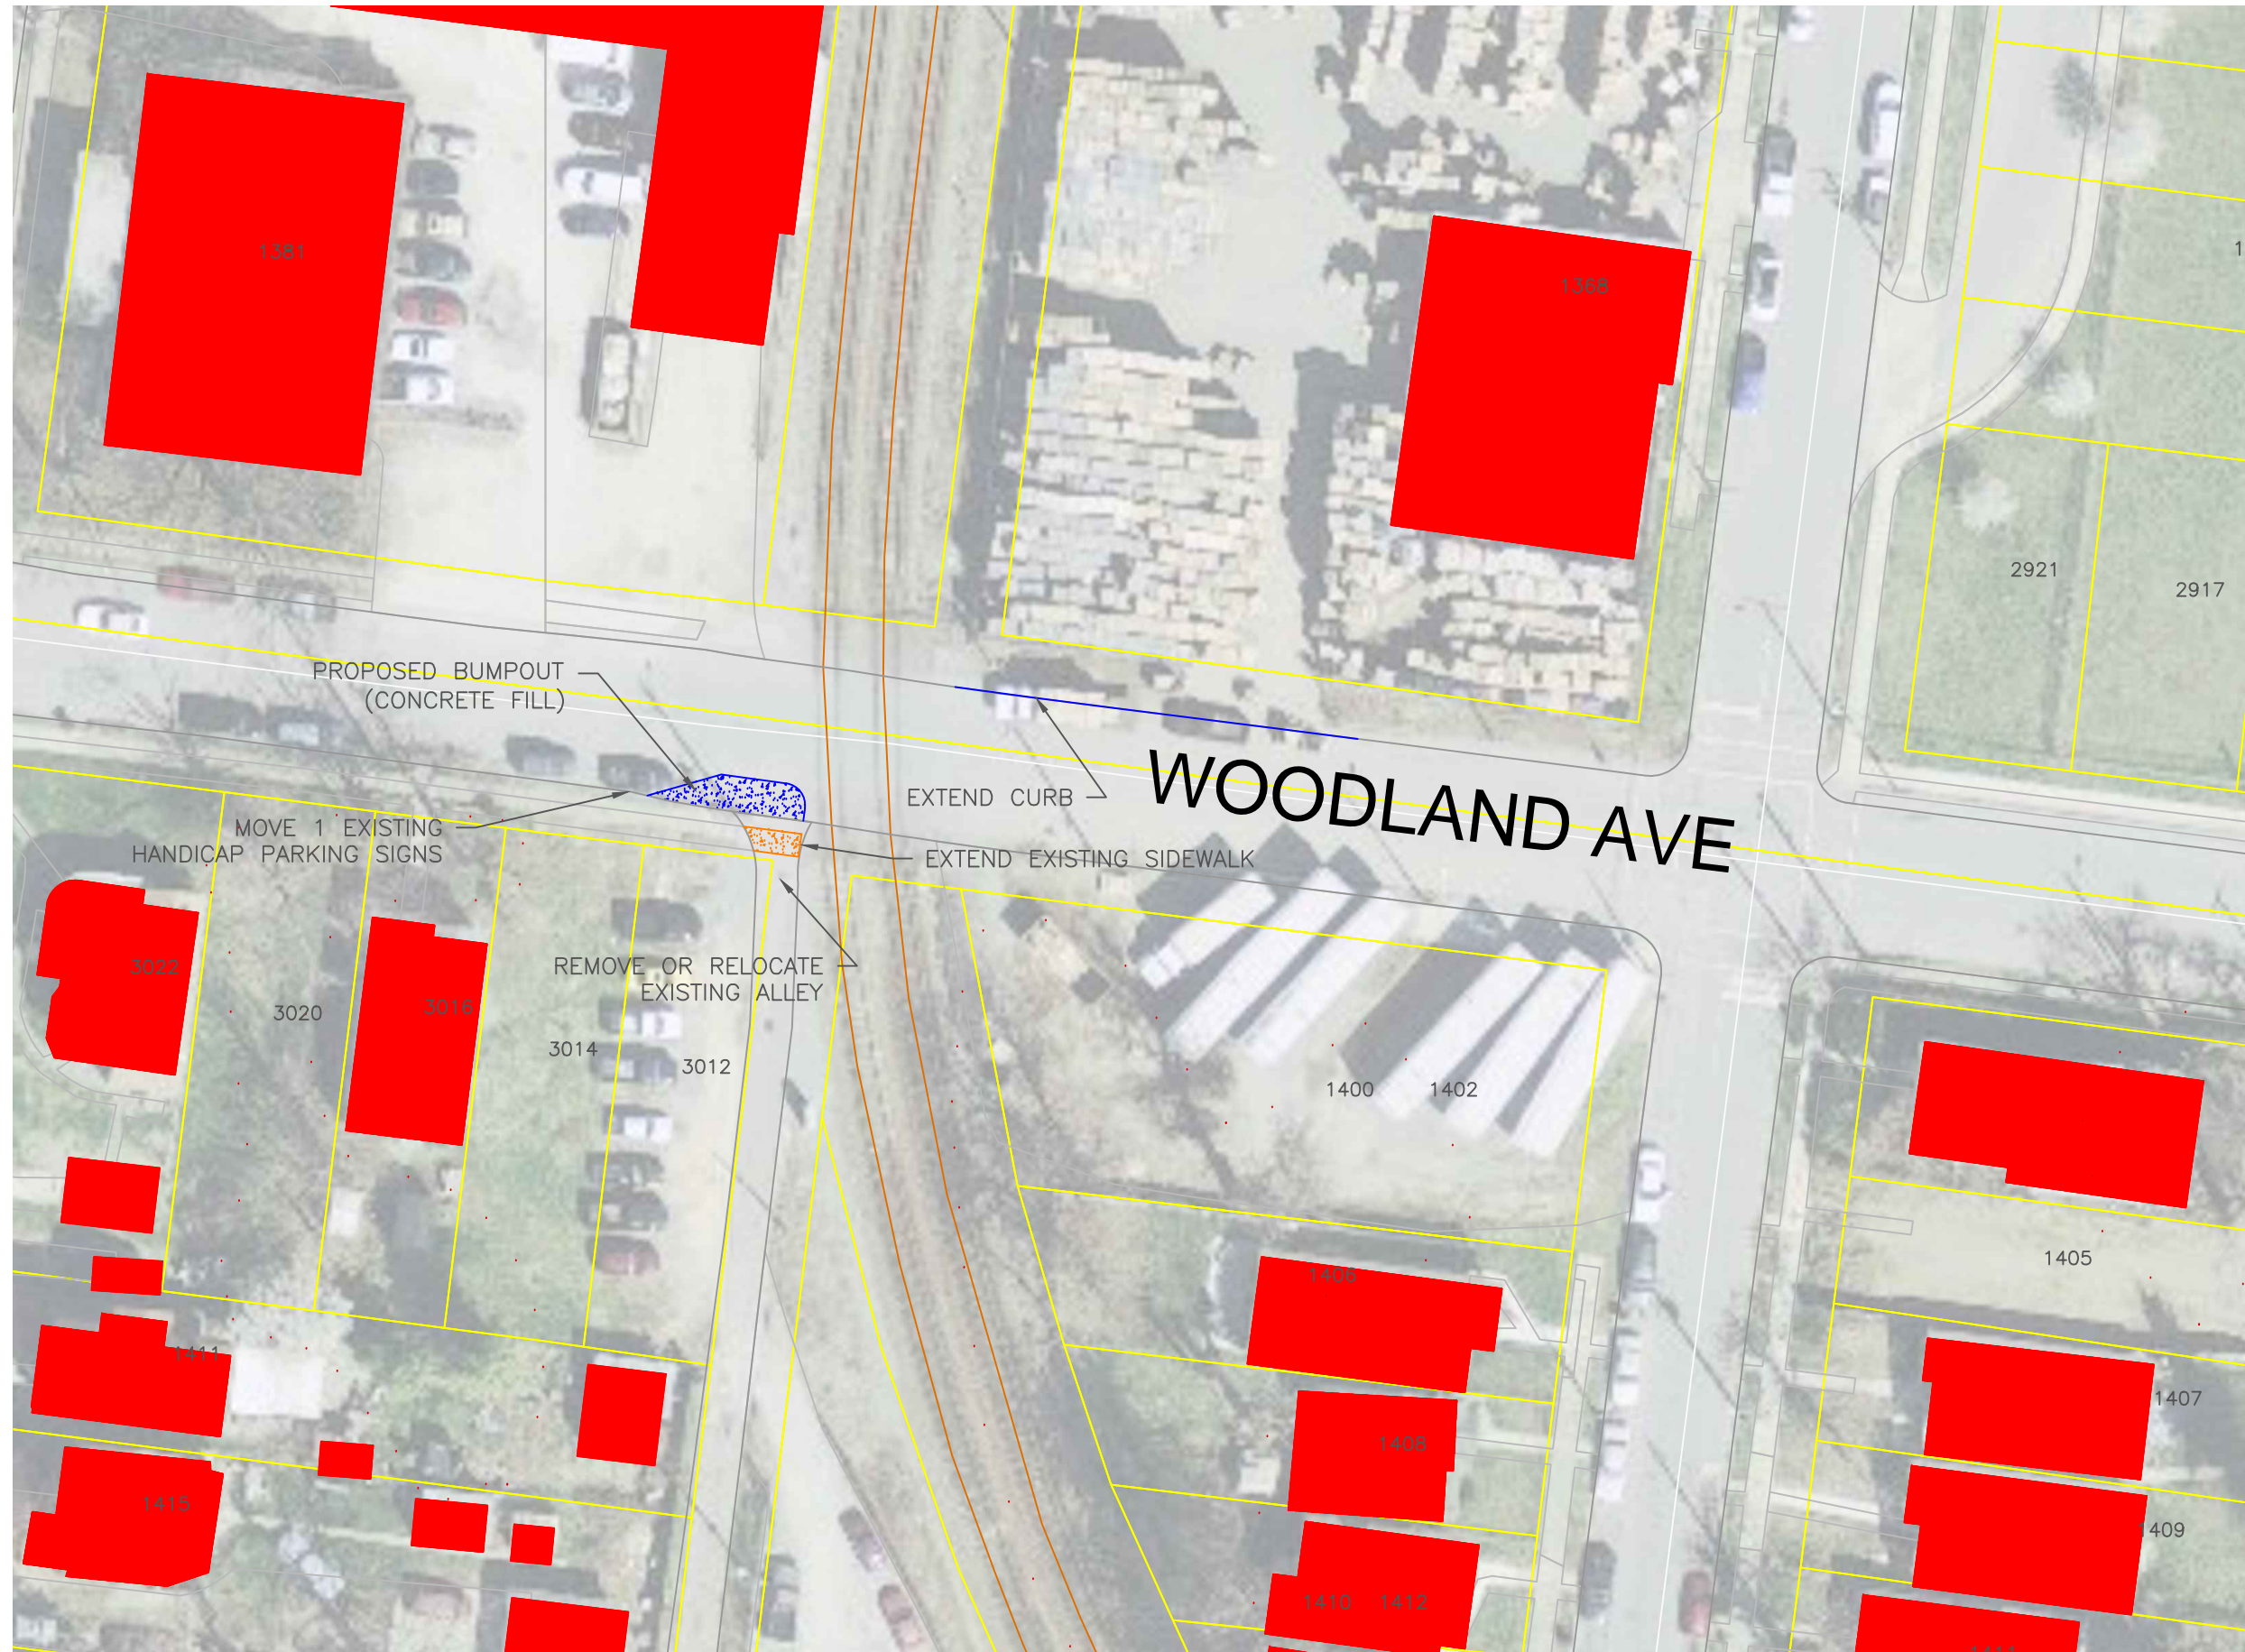 1381
1368
1
2921
2917
PROPOSED BUMPOUT
(CONCRETE FILL)
WOODLAND AVE
EXTEND CURB
MOVE 1 EXISTING
HANDICAP PARKING SIGNS
EXTEND EXISTING SIDEWALK
REMOVE OR RELOCATE
EXISTING ALLEY
3022
3020
3016
3014
3012
1400
1402
1405
1406
1411
1407
1408
1415
1409
1410
1412